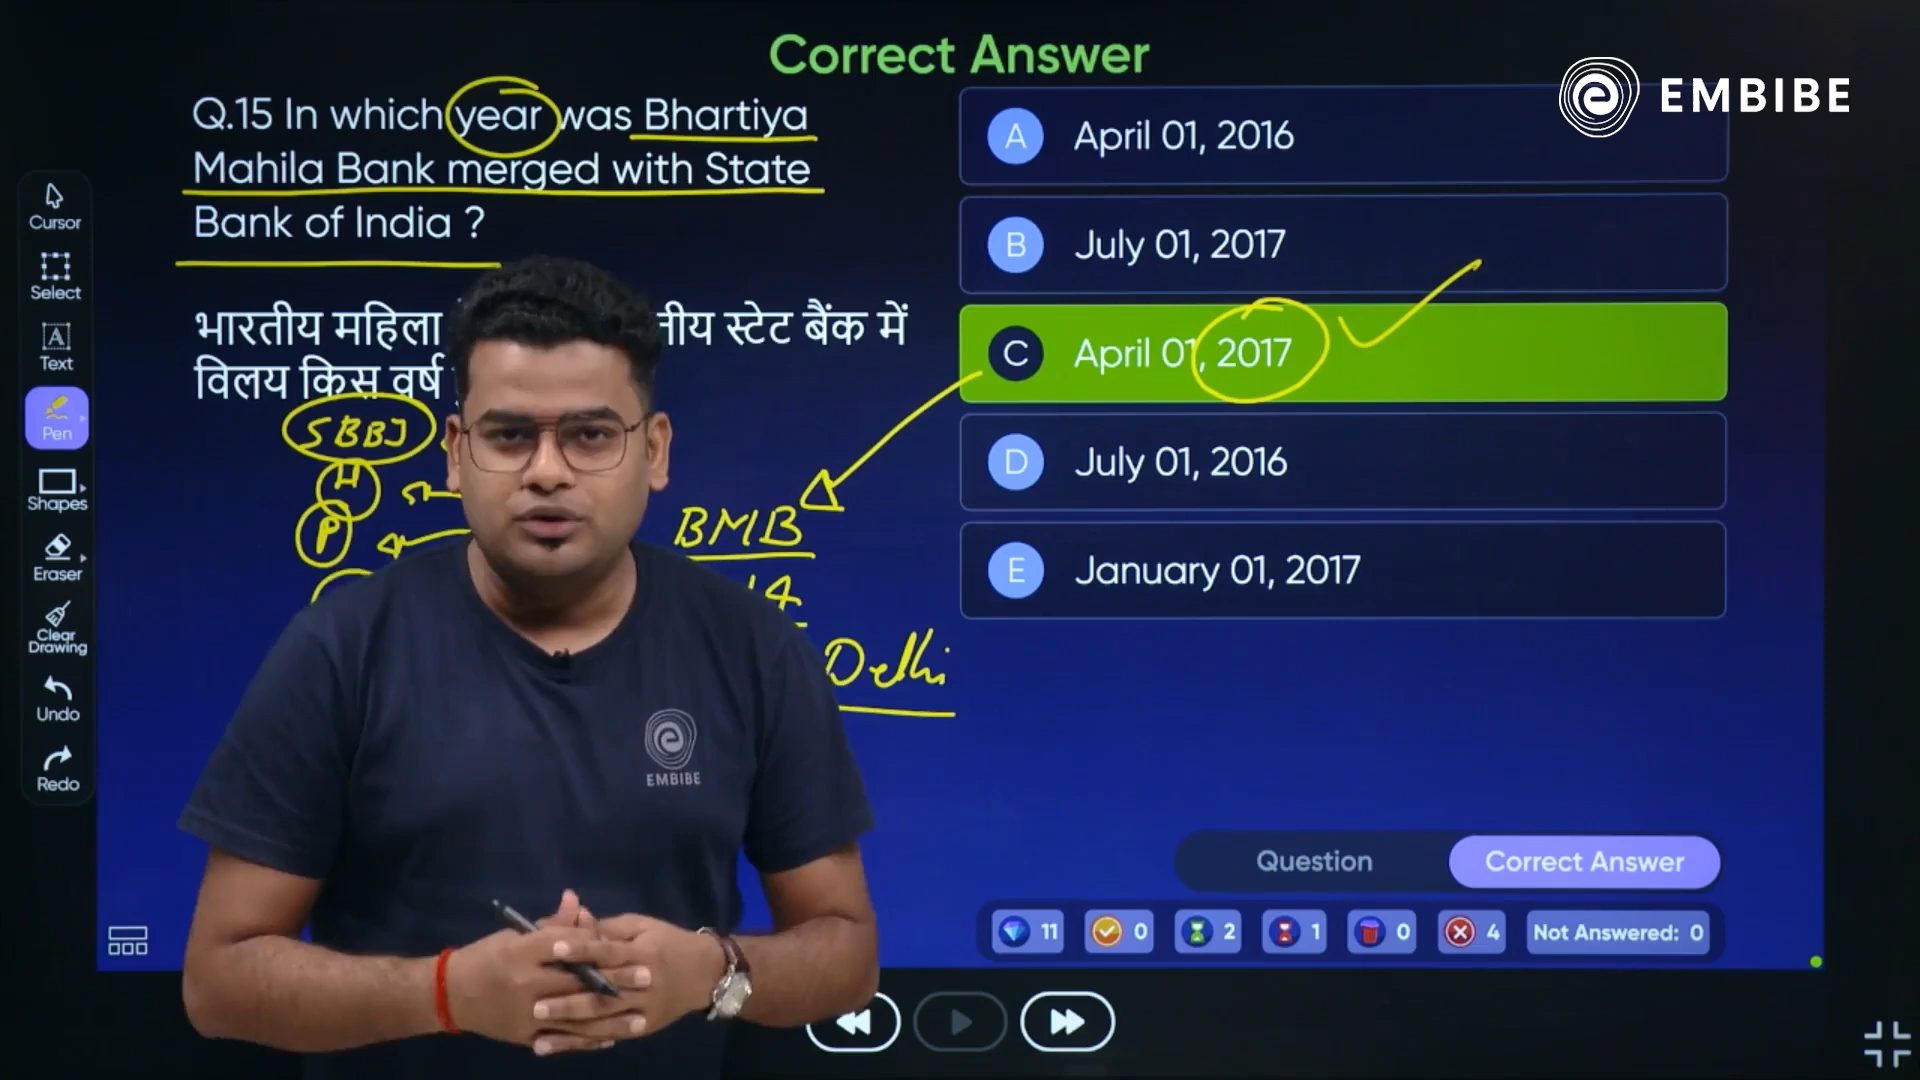 Correct Answer
EMBIBE
Q.15 In which year was Bhartiya
Mahila Bank merged with State
Bank of India ?
भारतीय महिला
स्टेट बैंक में
विलय किस वर्ष
A April 01, 2016
B July 01, 2017
C April 01, 2017
D July 01, 2016
E January 01, 2017
SBBJ
H
P
BMB
14
Delhi
Cursor
Select
Text
Pen
Shapes
Eraser
Clear
Drawing
Undo
Redo
EMBIBE
Question
Correct Answer
11
0
2
1
0
4
Not Answered: 0